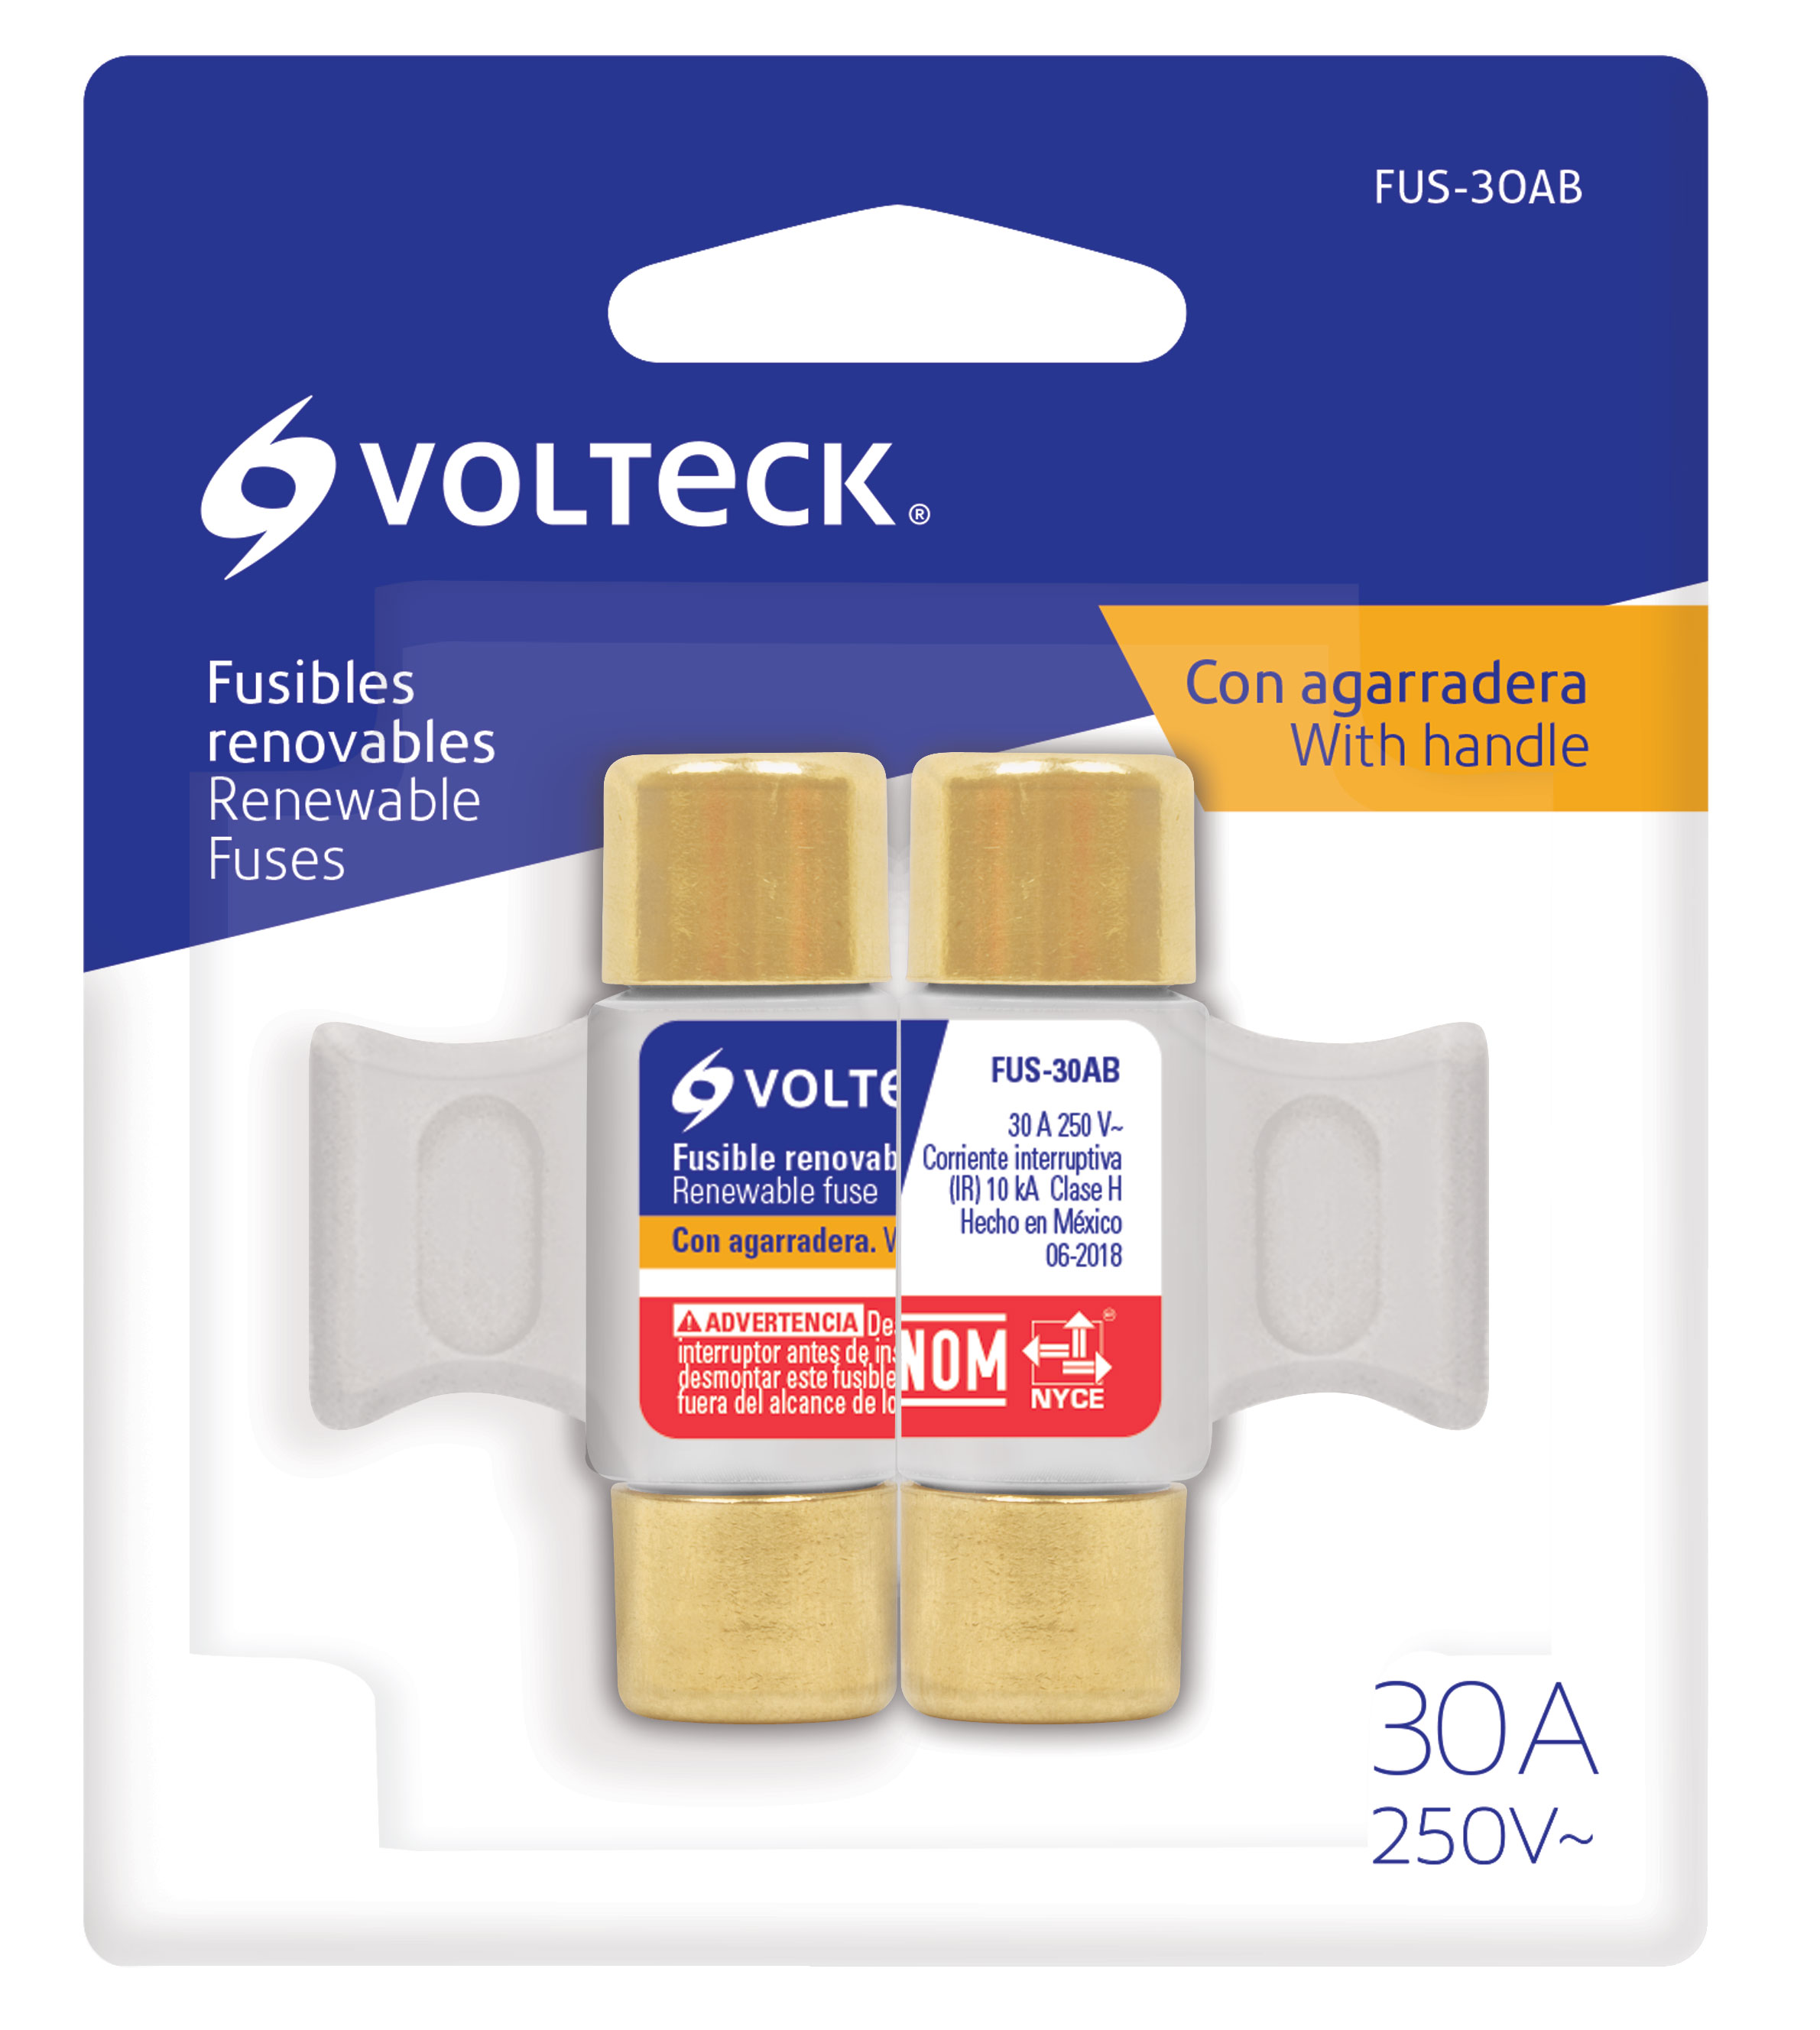 FUS-30AB
VOLTECK®
Fusibles
renovables
Renewable
Fuses
Con agarradera
With handle
VOLTE
Fusible renovab
Renewable fuse
Con agarradera.
ADVERTENCIA
interruptor antes de
desmontar este fusible
fuera del alcance de
FUS-30AB
30 A 250 V~
Corriente interruptiva
(IR) 10 kA Clase H
Hecho en México
06-2018
NOM
NYCE
30A
250V~